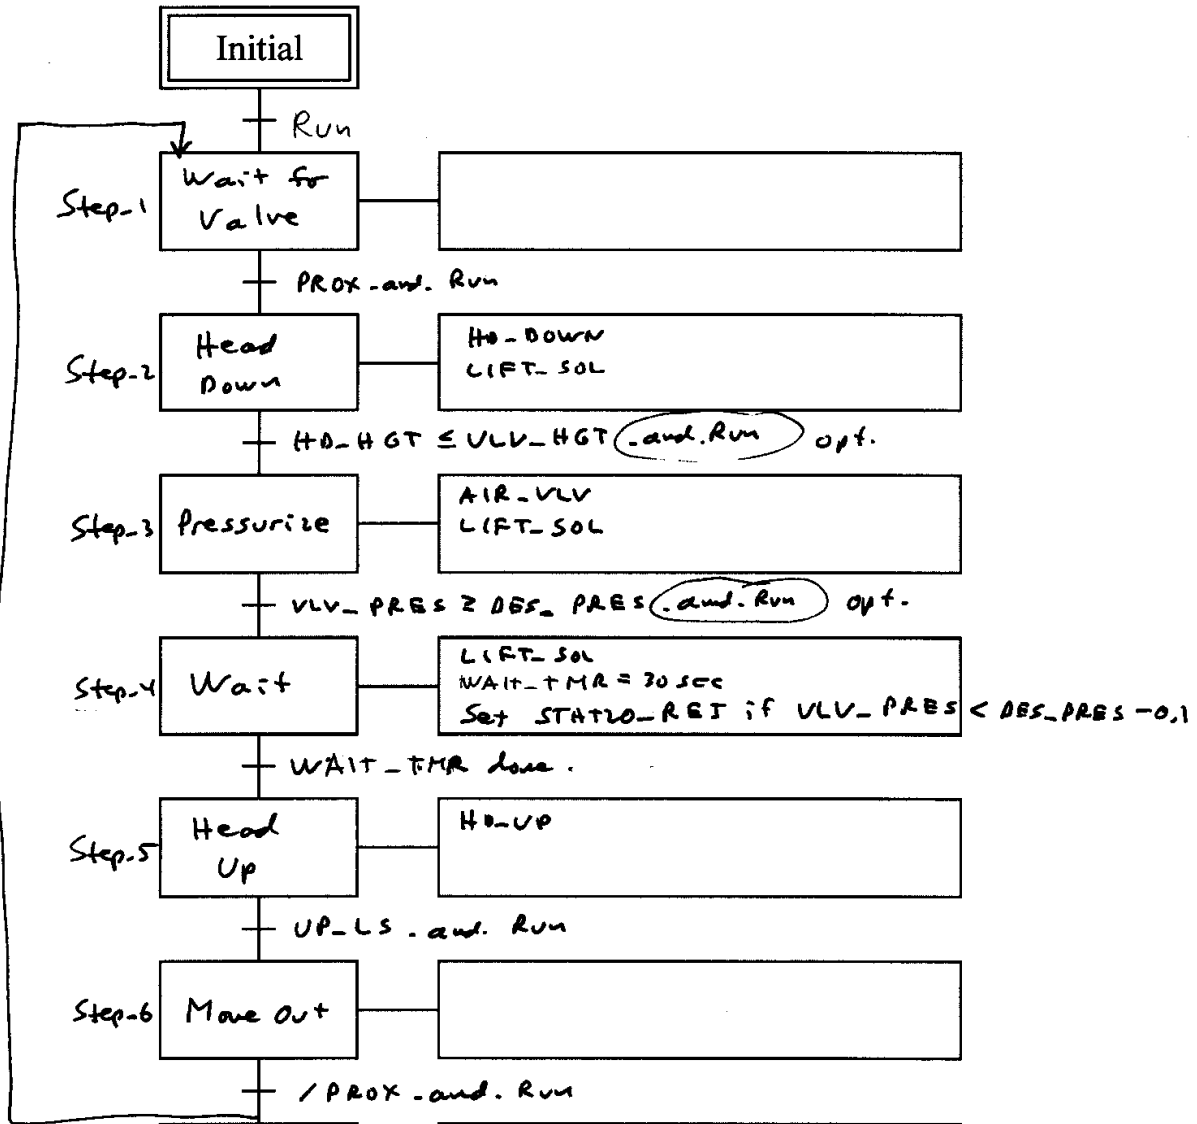 Initial
Run
Step-1
Wait for
Valve
PROX .and. Run
Step-2
Head
Down
HD_DOWN
LIFT_SOL
HD_HGT ≤ VLV_HGT .and. Run opt.
Step-3
Pressurize
AIR_VLV
LIFT_SOL
VLV_PRES ≥ DES_PRES .and. Run opt.
Step-4
Wait
LIFT_SOL
WAIT_TMR = 30 sec
Set STAT20_REJ if VLV_PRES < DES_PRES -0.1
WAIT_TMR done.
Step-5
Head
Up
HD_UP
UP_LS .and. Run
Step-6
Move Out
/PROX .and. Run